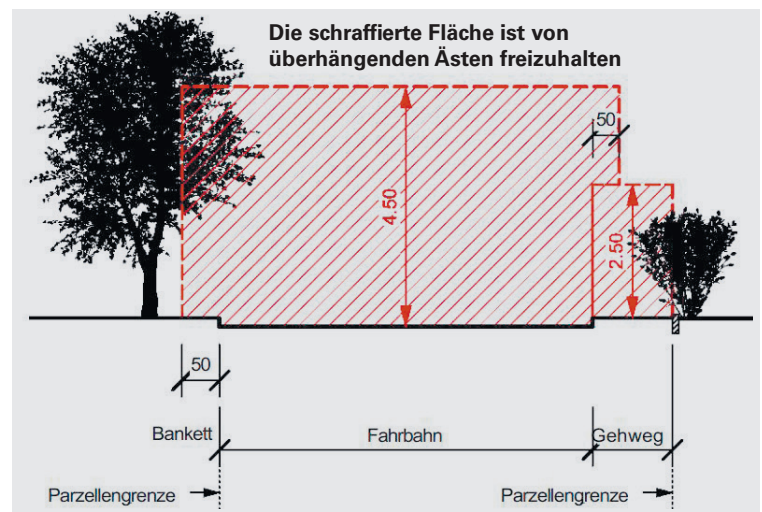 Die schraffierte Fläche ist von
überhängenden Ästen freizuhalten
50
4.50
2.50
50
Bankett
Fahrbahn
Gehweg
Parzellengrenze
Parzellengrenze